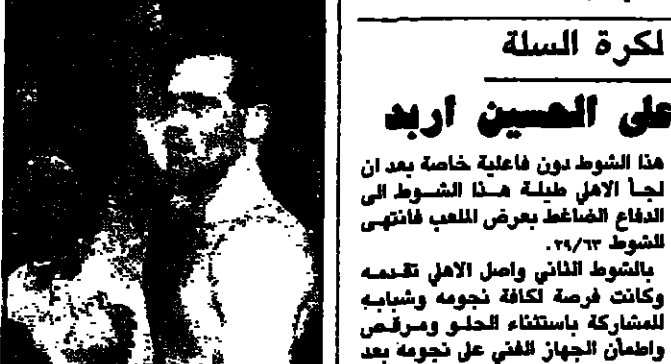 لكرة السلة
على الحسين اربد
هذا الشوط دون فاعلية خاصة بعد ان
لجأ الاهلي طيلة هذا الشوط الى
الدفاع الضاغط بعرض الملعب فانتهى
الشوط ٢٩/٦٣.
بالشوط الثاني واصل الاهلي تقدمه
وكانت فرصة لكافة نجومه وشبابه
للمشاركة باستثناء الحلو ومرقص
واطمأن الجهاز الفني على نجومه بعد